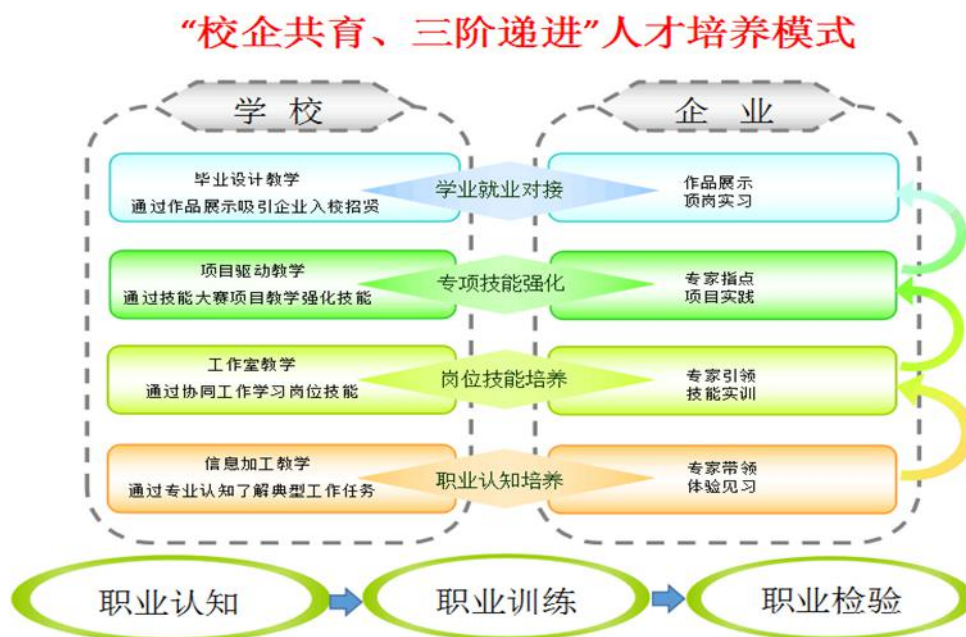 “校企共育、三阶递进”人才培养模式
学 校
企 业
毕业设计教学
通过作品展示吸引企业入校招贤
学业就业对接
作品展示
顶岗实习
项目驱动教学
通过技能大赛项目教学强化技能
专项技能强化
专家指点
项目实践
工作室教学
通过协同工作学习岗位技能
岗位技能培养
专家引领
技能实训
信息加工教学
通过专业认知了解典型工作任务
职业认知培养
专家带领
体验见习
职业认知
职业训练
职业检验